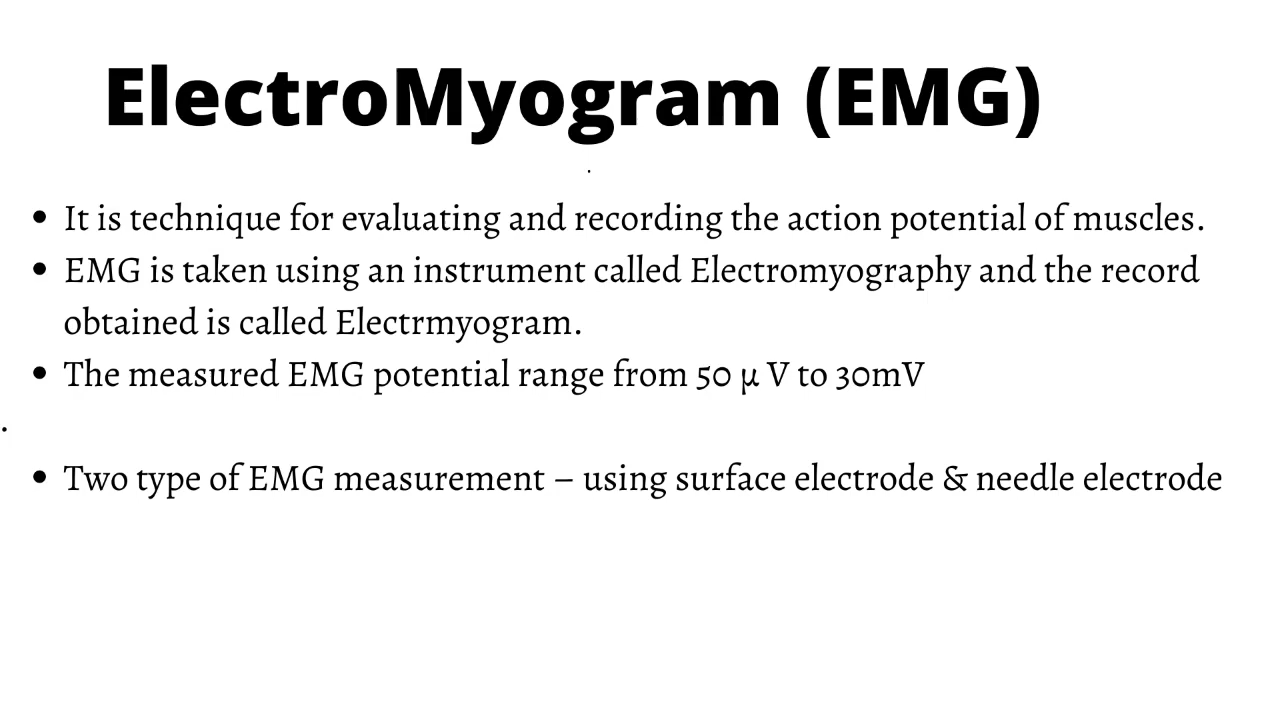 ElectroMyogram (EMG)
.
• It is technique for evaluating and recording the action potential of muscles.
• EMG is taken using an instrument called Electromyography and the record
obtained is called Electrmyogram.
• The measured EMG potential range from 50 µ V to 30mV
.
• Two type of EMG measurement – using surface electrode & needle electrode